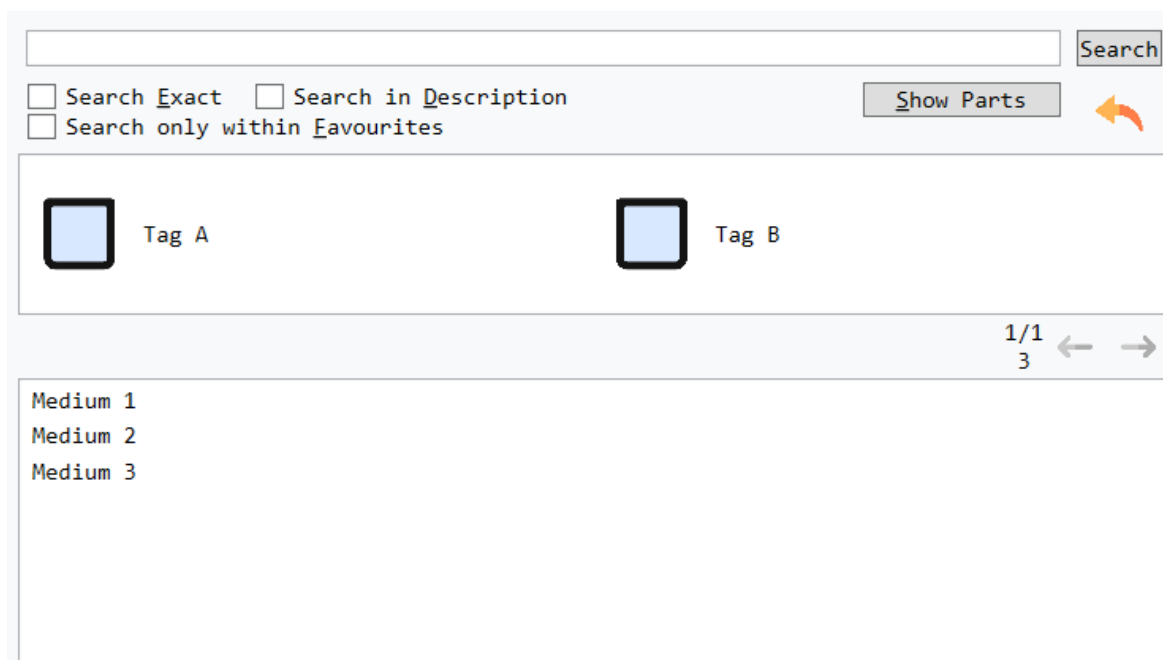 Search
Search Exact Search in Description Show Parts
Search only within Favourites
Tag A Tag B
1/1
3
Medium 1
Medium 2
Medium 3